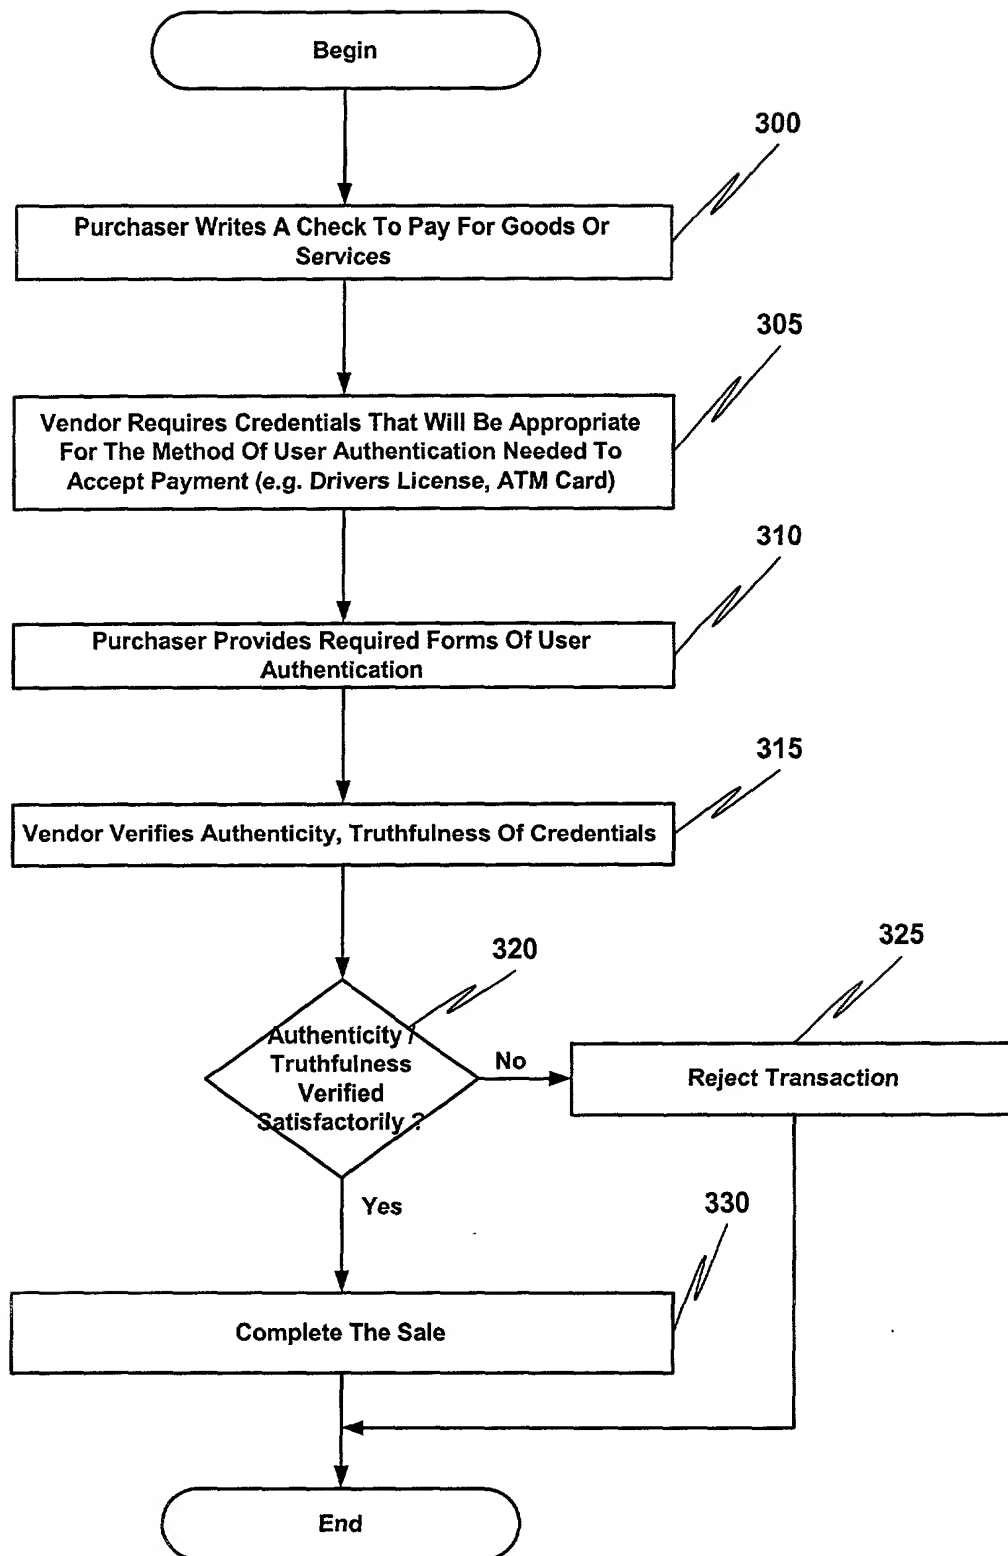 Begin
300
Purchaser Writes A Check To Pay For Goods Or
Services
305
Vendor Requires Credentials That Will Be Appropriate
For The Method Of User Authentication Needed To
Accept Payment (e.g. Drivers License, ATM Card)
310
Purchaser Provides Required Forms Of User
Authentication
315
Vendor Verifies Authenticity, Truthfulness Of Credentials
320
325
Authenticity /
Truthfulness
Verified
Satisfactorily ?
No
Reject Transaction
Yes
330
Complete The Sale
End